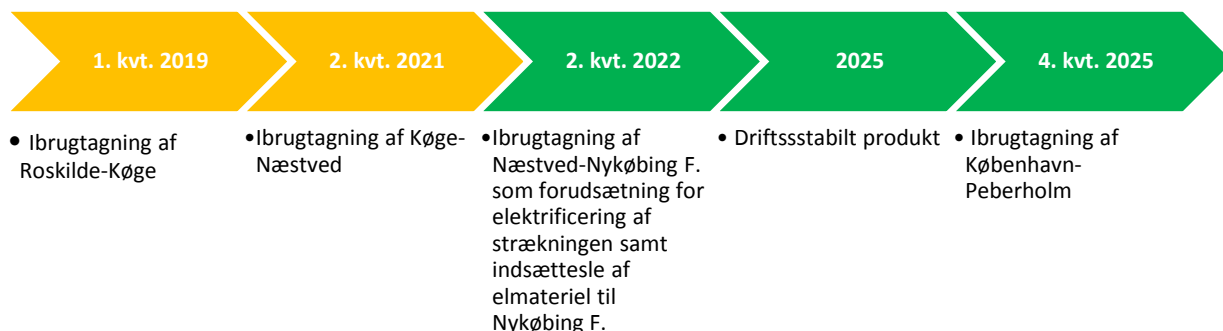 1. kvt. 2019
2. kvt. 2021
2. kvt. 2022
2025
4. kvt. 2025
• Ibrugtagning af
Roskilde-Køge
•Ibrugtagning af Køge-
Næstved
•Ibrugtagning af
Næstved-Nykøbing F.
som forudsætning for
elektrificering af
strækningen samt
indsættesle af
elmateriel til
Nykøbing F.
• Driftssstabilt produkt
• Ibrugtagning af
København-
Peberholm